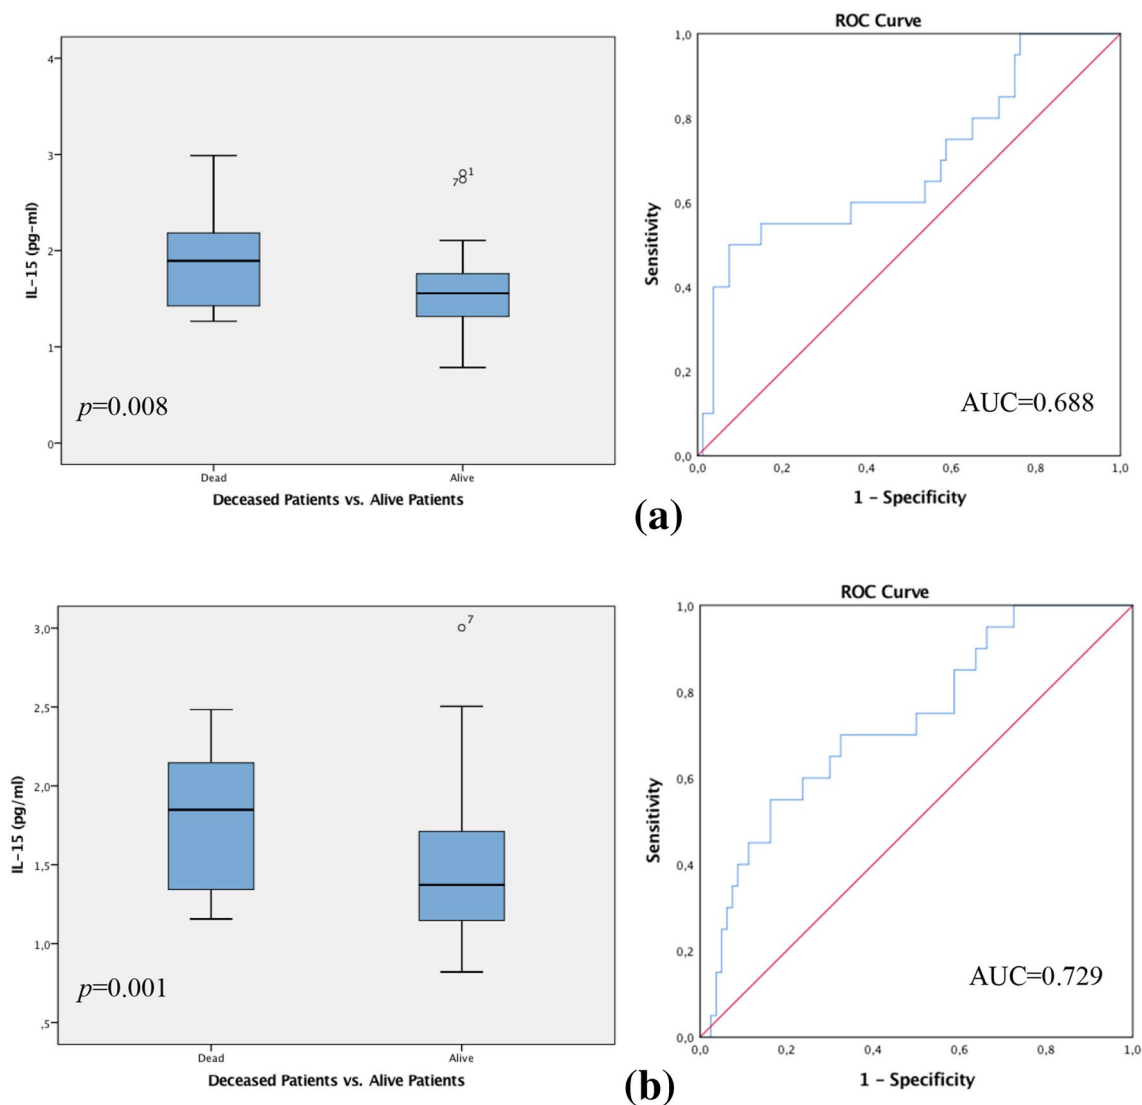 4
3
2
1
0
IL-15 (pg-ml)
1
7
p=0.008
Dead
Alive
Deceased Patients vs. Alive Patients
ROC Curve
1,0
0,8
0,6
0,4
0,2
0,0
Sensitivity
AUC=0.688
0,0 0,2 0,4 0,6 0,8 1,0
1 - Specificity
(a)
3,0
2,5
2,0
1,5
1,0
,5
IL-15 (pg/ml)
7
p=0.001
Dead
Alive
Deceased Patients vs. Alive Patients
ROC Curve
1,0
0,8
0,6
0,4
0,2
0,0
Sensitivity
AUC=0.729
0,0 0,2 0,4 0,6 0,8 1,0
1 - Specificity
(b)